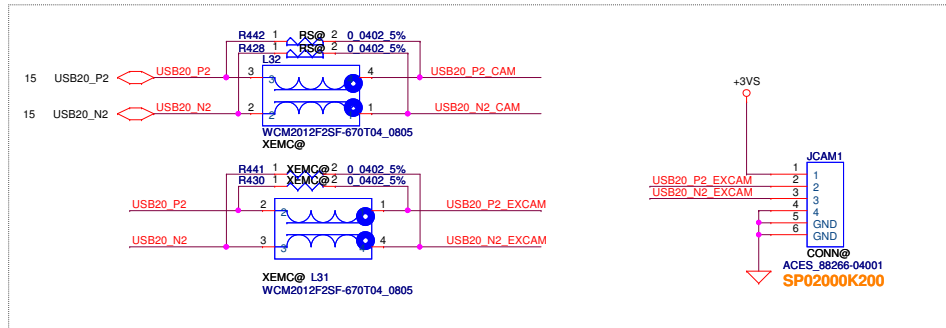 R442 1 RS@ 2 0_0402_5%
R428 1 RS@ 2 0_0402_5%
L32
15 USB20_P2 USB20_P2 3 3 4 USB20_P2_CAM
15 USB20_N2 USB20_N2 2 2 1 USB20_N2_CAM
WCM2012F2SF-670T04_0805
XEMC@
R441 1 XEMC@ 2 0_0402_5%
R430 1 XEMC@ 2 0_0402_5%
USB20_P2 2 2 1 USB20_P2_EXCAM
USB20_N2 3 3 4 USB20_N2_EXCAM
XEMC@ L31
WCM2012F2SF-670T04_0805
+3VS
JCAM1
1 1
USB20_P2_EXCAM 2 2
USB20_N2_EXCAM 3 3
4 4
5 GND
6 GND
CONN@
ACES_88266-04001
SP02000K200